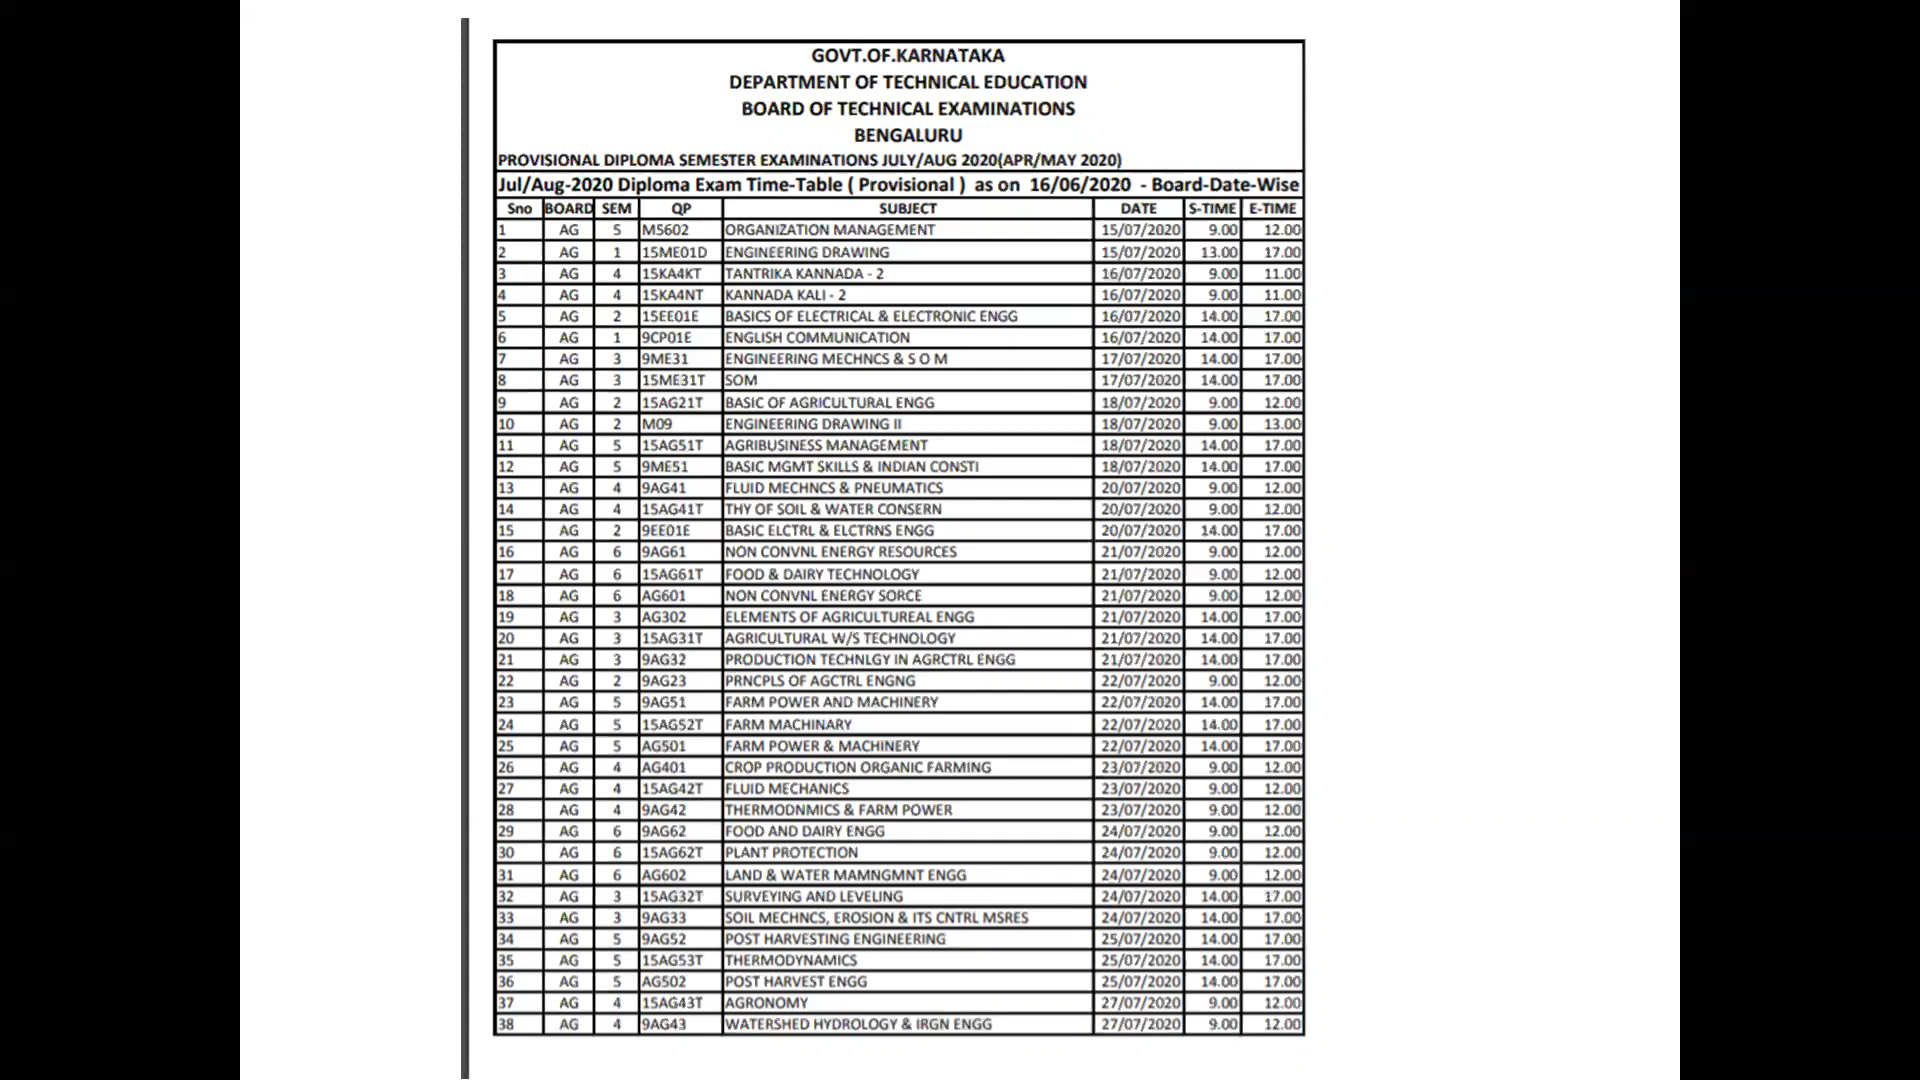 GOVT.OF.KARNATAKA
DEPARTMENT OF TECHNICAL EDUCATION
BOARD OF TECHNICAL EXAMINATIONS
BENGALURU
PROVISIONAL DIPLOMA SEMESTER EXAMINATIONS JULY/AUG 2020(APR/MAY 2020)
Jul/Aug-2020 Diploma Exam Time-Table ( Provisional ) as on 16/06/2020 - Board-Date-Wise
Sno BOARD SEM QP SUBJECT DATE S-TIME E-TIME
1 AG 5 M5602 ORGANIZATION MANAGEMENT 15/07/2020 9.00 12.00
2 AG 1 15ME01D ENGINEERING DRAWING 15/07/2020 13.00 17.00
3 AG 4 15KA4KT TANTRIKA KANNADA - 2 16/07/2020 9.00 11.00
4 AG 4 15KA4NT KANNADA KALI - 2 16/07/2020 9.00 11.00
5 AG 2 15EE01E BASICS OF ELECTRICAL & ELECTRONIC ENGG 16/07/2020 14.00 17.00
6 AG 1 9CP01E ENGLISH COMMUNICATION 16/07/2020 14.00 17.00
7 AG 3 9ME31 ENGINEERING MECHNCS & S O M 17/07/2020 14.00 17.00
8 AG 3 15ME31T SOM 17/07/2020 14.00 17.00
9 AG 2 15AG21T BASIC OF AGRICULTURAL ENGG 18/07/2020 9.00 12.00
10 AG 2 M09 ENGINEERING DRAWING II 18/07/2020 9.00 13.00
11 AG 5 15AG51T AGRIBUSINESS MANAGEMENT 18/07/2020 14.00 17.00
12 AG 5 9ME51 BASIC MGMT SKILLS & INDIAN CONSTI 18/07/2020 14.00 17.00
13 AG 4 9AG41 FLUID MECHNCS & PNEUMATICS 20/07/2020 9.00 12.00
14 AG 4 15AG41T THY OF SOIL & WATER CONSERN 20/07/2020 9.00 12.00
15 AG 2 9EE01E BASIC ELCTRL & ELCTRNS ENGG 20/07/2020 14.00 17.00
16 AG 6 9AG61 NON CONVNL ENERGY RESOURCES 21/07/2020 9.00 12.00
17 AG 6 15AG61T FOOD & DAIRY TECHNOLOGY 21/07/2020 9.00 12.00
18 AG 6 AG601 NON CONVNL ENERGY SORCE 21/07/2020 9.00 12.00
19 AG 3 AG302 ELEMENTS OF AGRICULTUREAL ENGG 21/07/2020 14.00 17.00
20 AG 3 15AG31T AGRICULTURAL W/S TECHNOLOGY 21/07/2020 14.00 17.00
21 AG 3 9AG32 PRODUCTION TECHNLGY IN AGRCTRL ENGG 21/07/2020 14.00 17.00
22 AG 2 9AG23 PRNCPLS OF AGCTRL ENGNG 22/07/2020 9.00 12.00
23 AG 5 9AG51 FARM POWER AND MACHINERY 22/07/2020 14.00 17.00
24 AG 5 15AG52T FARM MACHINARY 22/07/2020 14.00 17.00
25 AG 5 AG501 FARM POWER & MACHINERY 22/07/2020 14.00 17.00
26 AG 4 AG401 CROP PRODUCTION ORGANIC FARMING 23/07/2020 9.00 12.00
27 AG 4 15AG42T FLUID MECHANICS 23/07/2020 9.00 12.00
28 AG 4 9AG42 THERMODNMICS & FARM POWER 23/07/2020 9.00 12.00
29 AG 6 9AG62 FOOD AND DAIRY ENGG 24/07/2020 9.00 12.00
30 AG 6 15AG62T PLANT PROTECTION 24/07/2020 9.00 12.00
31 AG 6 AG602 LAND & WATER MAMNGMNT ENGG 24/07/2020 9.00 12.00
32 AG 3 15AG32T SURVEYING AND LEVELING 24/07/2020 14.00 17.00
33 AG 3 9AG33 SOIL MECHNCS, EROSION & ITS CNTRL MSRES 24/07/2020 14.00 17.00
34 AG 5 9AG52 POST HARVESTING ENGINEERING 25/07/2020 14.00 17.00
35 AG 5 15AG53T THERMODYNAMICS 25/07/2020 14.00 17.00
36 AG 5 AG502 POST HARVEST ENGG 25/07/2020 14.00 17.00
37 AG 4 15AG43T AGRONOMY 27/07/2020 9.00 12.00
38 AG 4 9AG43 WATERSHED HYDROLOGY & IRGN ENGG 27/07/2020 9.00 12.00